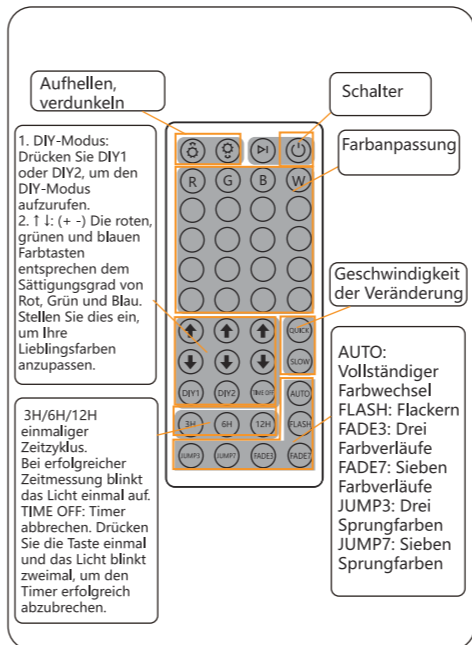 Aufhellen,
verdunkeln
Schalter
1. DIY-Modus:
Drücken Sie DIY1
oder DIY2, um den
DIY-Modus
aufzurufen.
2. ↑ ↓: (+ -) Die roten,
grünen und blauen
Farbtasten
entsprechen dem
Sättigungsgrad von
Rot, Grün und Blau.
Stellen Sie dies ein,
um Ihre
Lieblingsfarben
anzupassen.
Farbanpassung
R G B W
Geschwindigkeit
der Veränderung
QUICK
SLOW
DIY1 DIY2 TIME OFF AUTO
3H 6H 12H FLASH
JUMP3 JUMP7 FADE3 FADE7
3H/6H/12H
einmaliger
Zeitzyklus.
Bei erfolgreicher
Zeitmessung blinkt
das Licht einmal auf.
TIME OFF: Timer
abbrechen. Drücken
Sie die Taste einmal
und das Licht blinkt
zweimal, um den
Timer erfolgreich
abzubrechen.
AUTO:
Vollständiger
Farbwechsel
FLASH: Flackern
FADE3: Drei
Farbverläufe
FADE7: Sieben
Farbverläufe
JUMP3: Drei
Sprungfarben
JUMP7: Sieben
Sprungfarben